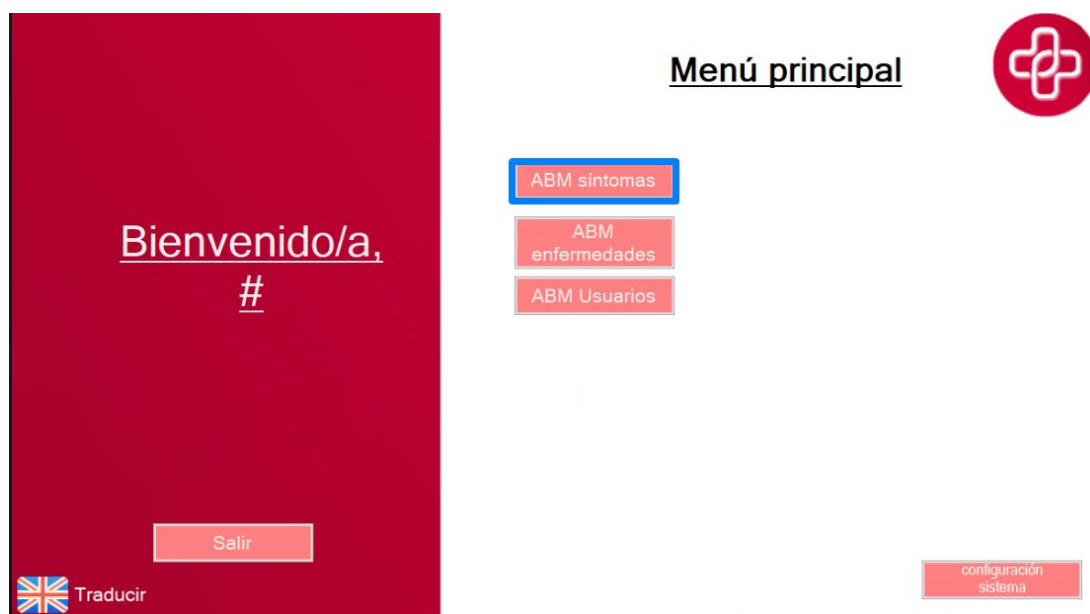 Menú principal
ABM síntomas
ABM
enfermedades
ABM Usuarios
Bienvenido/a,
#
Salir
Traducir
configuración
sistema